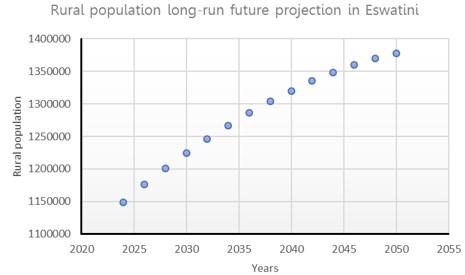 Rural population long-run future projection in Eswatini
1400000
1350000
1300000
1250000
1200000
1150000
1100000
Rural population
2020 2025 2030 2035 2040 2045 2050 2055
Years